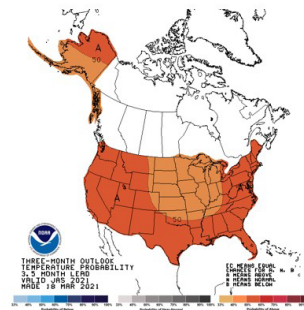 A
50
A
A
50
NOAA
THREE-MONTH OUTLOOK
TEMPERATURE PROBABILITY
3.5 MONTH LEAD
VALID JAS 2021
MADE 18 MAR 2021
EC MEANS EQUAL
CHANCES FOR A, N, B
A MEANS ABOVE
N MEANS NORMAL
B MEANS BELOW